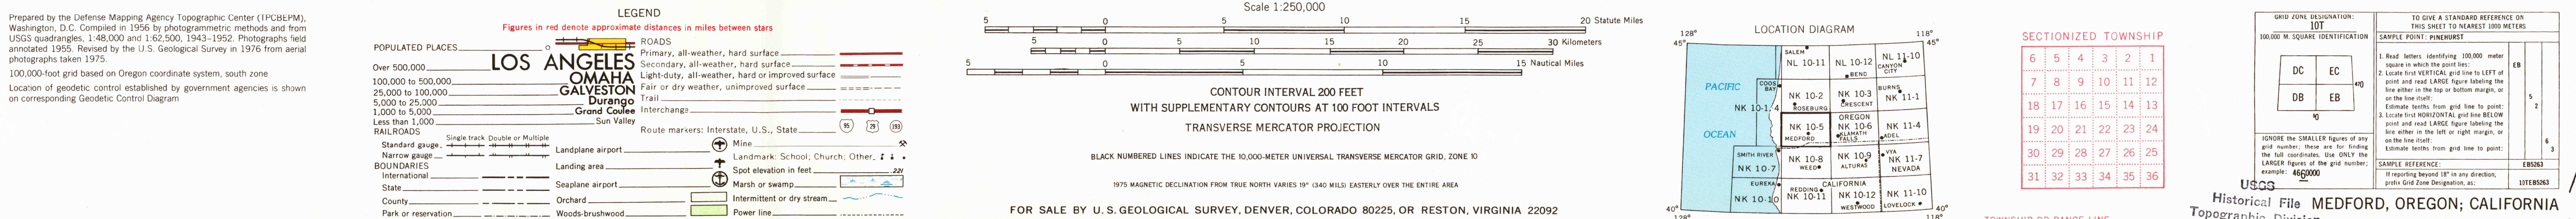 Prepared by the Defense Mapping Agency Topographic Center (TPCBEPM),
Washington, D.C. Compiled in 1956 by photogrammetric methods and from
USGS quadrangles, 1:48,000 and 1:62,500, 1943–1952. Photographs field
annotated 1955. Revised by the U.S. Geological Survey in 1976 from aerial
photographs taken 1975.
100,000-foot grid based on Oregon coordinate system, south zone
Location of geodetic control established by government agencies is shown
on corresponding Geodetic Control Diagram
LEGEND
Figures in red denote approximate distances in miles between stars
POPULATED PLACES
Over 500,000 LOS ANGELES
100,000 to 500,000 OMAHA
25,000 to 100,000 GALVESTON
5,000 to 25,000 Durango
1,000 to 5,000 Grand Coulee
Less than 1,000 Sun Valley
RAILROADS
Single track Double or Multiple
Standard gauge
Narrow gauge
BOUNDARIES
International
State
County
Park or reservation
Landplane airport
Landing area
Seaplane airport
Orchard
Woods-brushwood
ROADS
Primary, all-weather, hard surface
Secondary, all-weather, hard surface
Light-duty, all-weather, hard or improved surface
Fair or dry weather, unimproved surface
Trail
Interchange
Route markers: Interstate, U.S., State 95 29 193
Mine
Landmark: School; Church; Other
Spot elevation in feet 221
Marsh or swamp
Intermittent or dry stream
Power line
Scale 1:250,000
5 0 5 10 15 20 Statute Miles
5 0 5 10 15 20 25 30 Kilometers
5 0 5 10 15 Nautical Miles
CONTOUR INTERVAL 200 FEET
WITH SUPPLEMENTARY CONTOURS AT 100 FOOT INTERVALS
TRANSVERSE MERCATOR PROJECTION
BLACK NUMBERED LINES INDICATE THE 10,000-METER UNIVERSAL TRANSVERSE MERCATOR GRID, ZONE 10
1975 MAGNETIC DECLINATION FROM TRUE NORTH VARIES 19° (340 MILS) EASTERLY OVER THE ENTIRE AREA
FOR SALE BY U.S. GEOLOGICAL SURVEY, DENVER, COLORADO 80225, OR RESTON, VIRGINIA 22092
LOCATION DIAGRAM
128° 118°
45° 45°
SALEM
NL 10-11 NL 10-12 NL 11-10
BEND CANYON CITY
PACIFIC
OCEAN
COOS BAY
NK 10-1, 4
NK 10-2 NK 10-3 NK 11-1
ROSEBURG CRESCENT BURNS
OREGON
NK 10-5 NK 10-6 NK 11-4
MEDFORD KLAMATH FALLS ADEL
SMITH RIVER
NK 10-7
NK 10-8 NK 10-9 NK 11-7
WEED ALTURAS VYA
NEVADA
EUREKA REDDING CALIFORNIA
NK 10-10 NK 10-11 NK 10-12 NK 11-10
WESTWOOD LOVELOCK
40° 40°
128° 118°
SECTIONIZED TOWNSHIP
6 5 4 3 2 1
7 8 9 10 11 12
18 17 16 15 14 13
19 20 21 22 23 24
30 29 28 27 26 25
31 32 33 34 35 36
GRID ZONE DESIGNATION:
10T
100,000 M. SQUARE IDENTIFICATION
DC EC
DB EB
IGNORE the SMALLER figures of any
grid number; these are for finding
the full coordinates. Use ONLY the
LARGER figures of the grid number;
example: 4660000
TO GIVE A STANDARD REFERENCE ON
THIS SHEET TO NEAREST 1000 METERS
SAMPLE POINT: PINEHURST
1. Read letters identifying 100,000 meter
square in which the point lies: EB
2. Locate first VERTICAL grid line to LEFT of
point and read LARGE figure labeling the
line either in the top or bottom margin, or
on the line itself: 5
Estimate tenths from grid line to point: 2
3. Locate first HORIZONTAL grid line BELOW
point and read LARGE figure labeling the
line either in the left or right margin, or
on the line itself: 6
Estimate tenths from grid line to point: 3
SAMPLE REFERENCE: EB5263
If reporting beyond 18° in any direction,
prefix Grid Zone Designation, as: 10TEB5263
USGS
Historical File
Topographic Division
MEDFORD, OREGON; CALIFORNIA